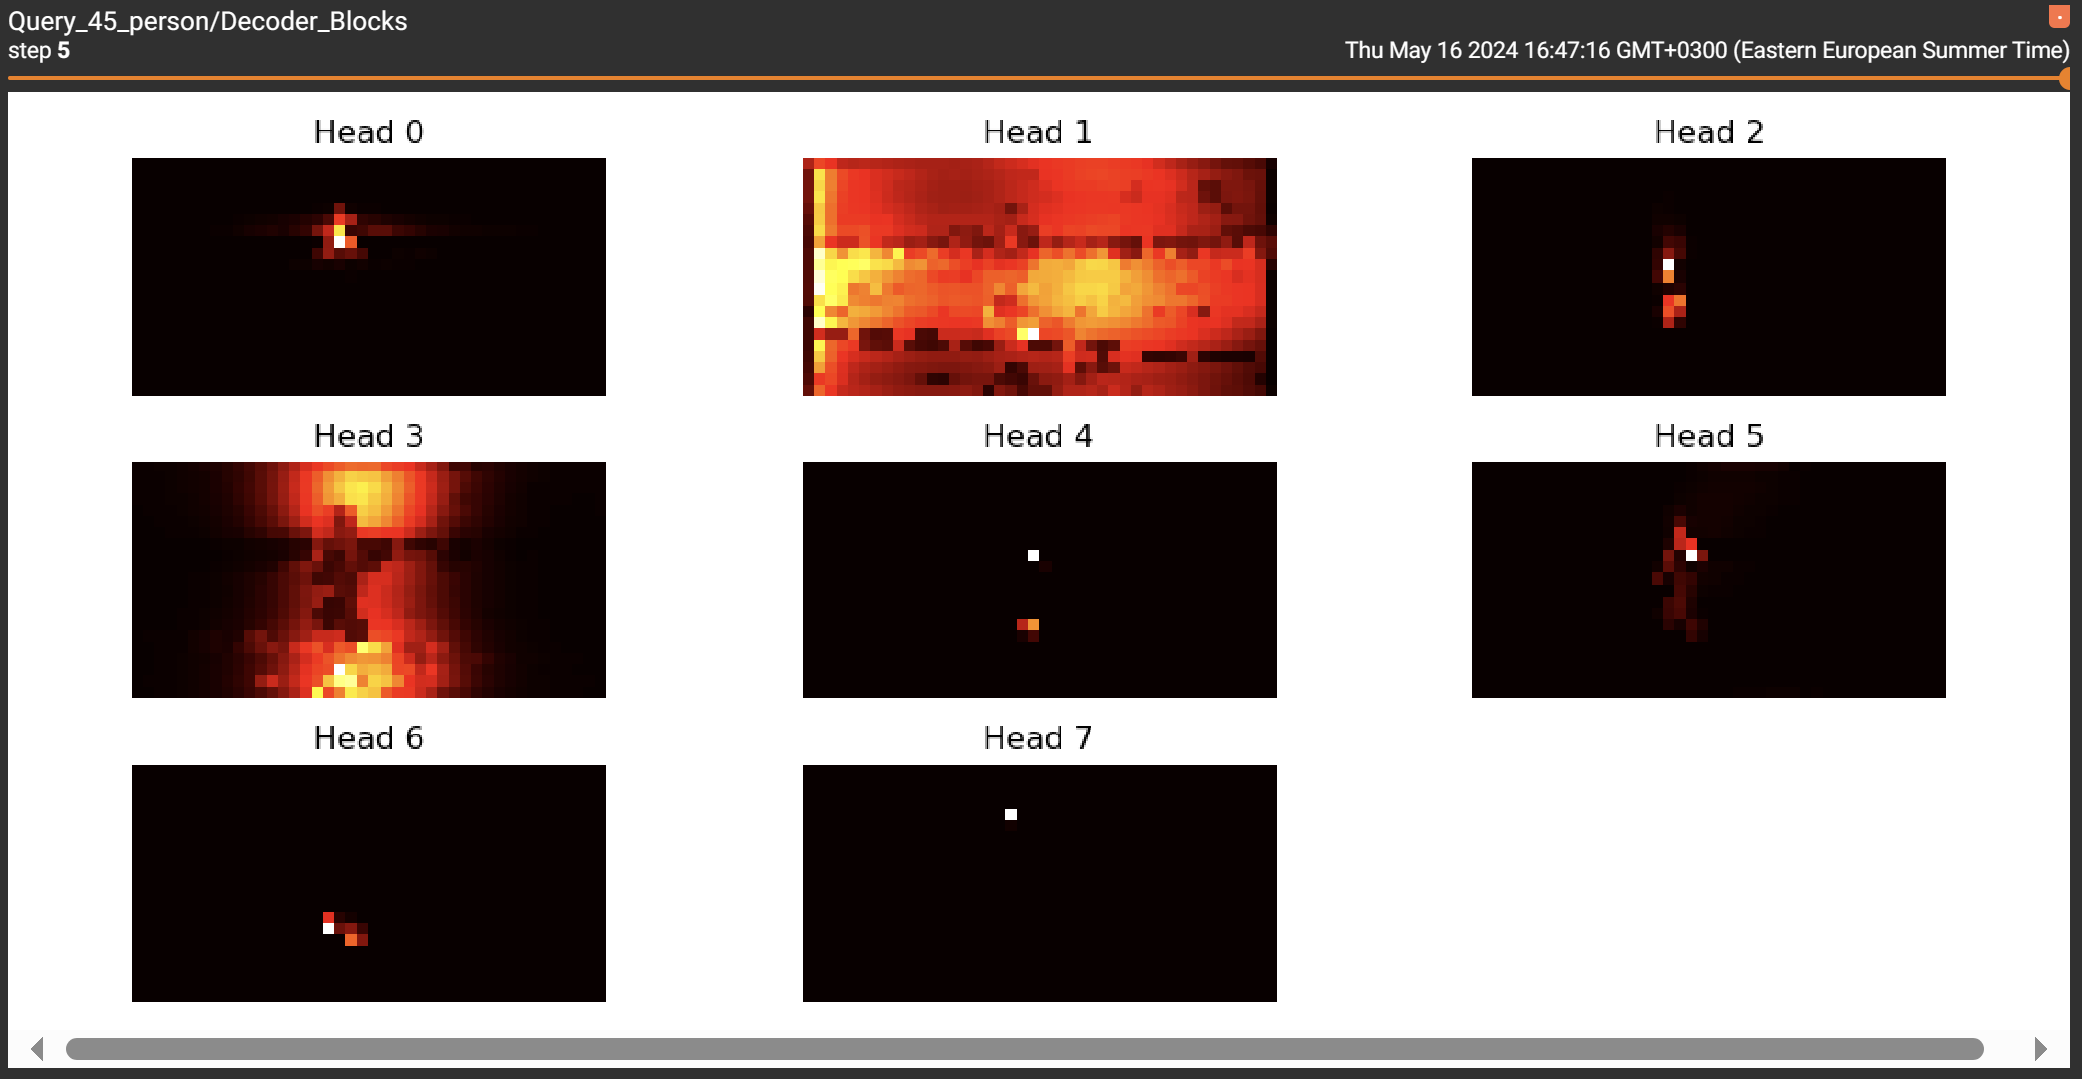 Query_45_person/Decoder_Blocks
step 5
Thu May 16 2024 16:47:16 GMT+0300 (Eastern European Summer Time)
Head 0
Head 1
Head 2
Head 3
Head 4
Head 5
Head 6
Head 7